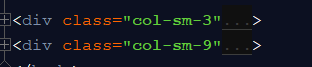 <div class="col-sm-3"...>
<div class="col-sm-9"...>